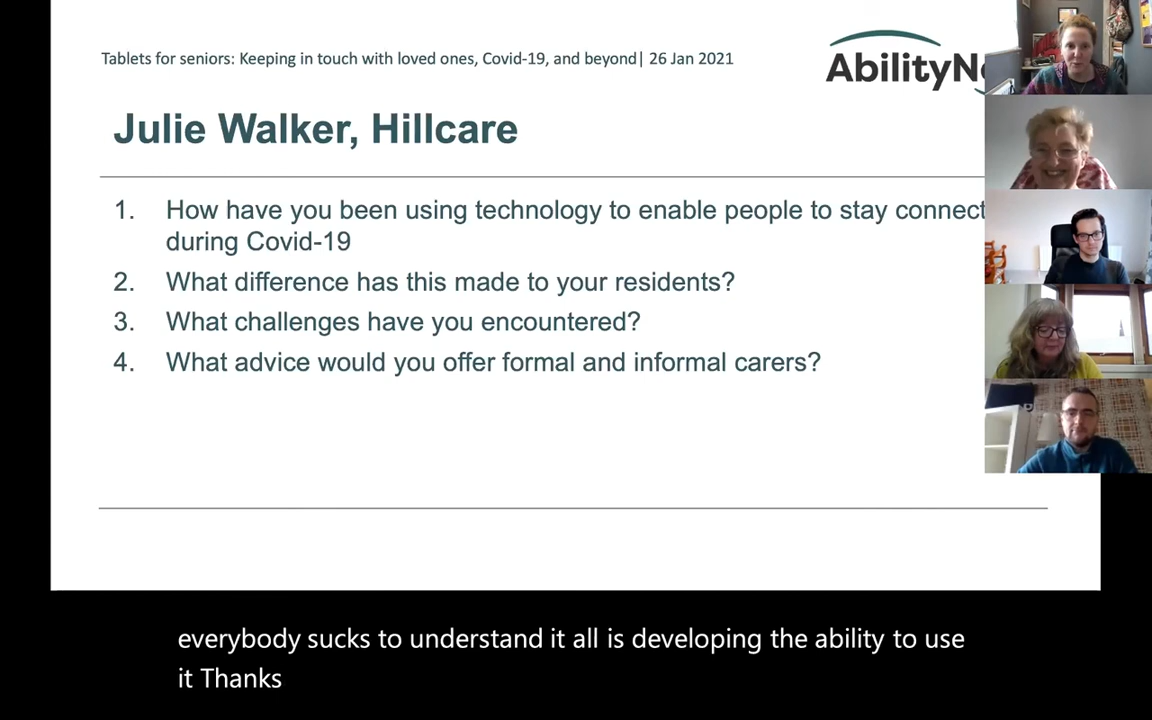 Tablets for seniors: Keeping in touch with loved ones, Covid-19, and beyond| 26 Jan 2021
AbilityN
Julie Walker, Hillcare
1. How have you been using technology to enable people to stay connect
during Covid-19
2. What difference has this made to your residents?
3. What challenges have you encountered?
4. What advice would you offer formal and informal carers?
everybody sucks to understand it all is developing the ability to use
it Thanks